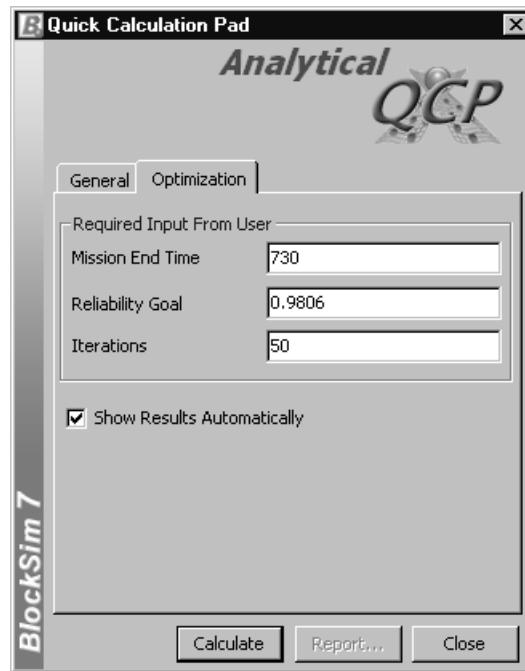 Quick Calculation Pad
Analytical
QCP
General Optimization
Required Input From User
Mission End Time 730
Reliability Goal 0.9806
Iterations 50
Show Results Automatically
BlockSim 7
Calculate Report... Close